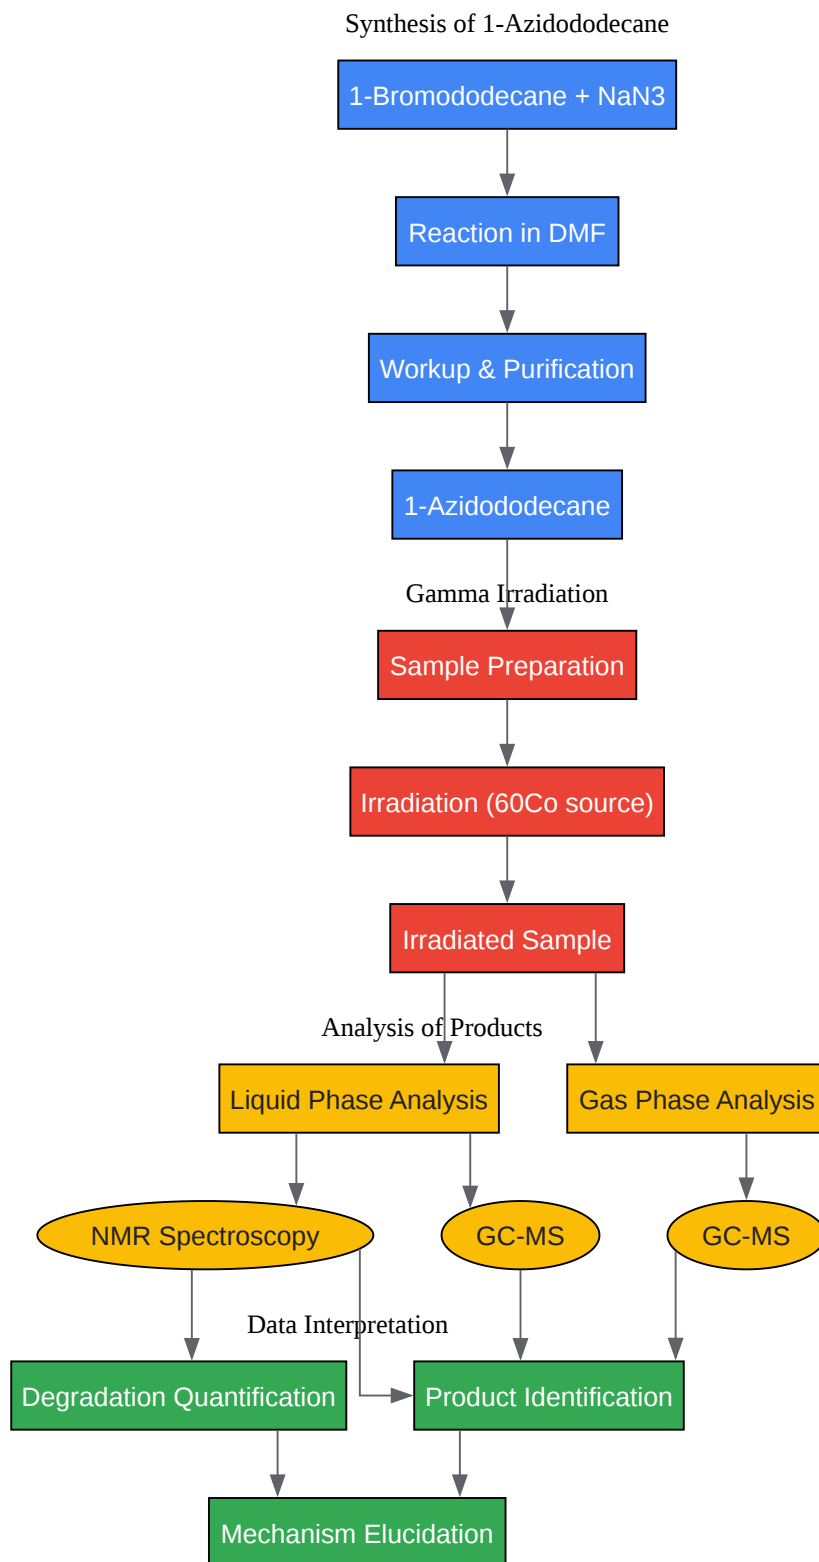 Synthesis of 1-Azidododecane
1-Bromododecane + NaN3
Reaction in DMF
Workup & Purification
1-Azidododecane
Gamma Irradiation
Sample Preparation
Irradiation (60Co source)
Irradiated Sample
Analysis of Products
Liquid Phase Analysis
Gas Phase Analysis
NMR Spectroscopy
GC-MS
GC-MS
Data Interpretation
Degradation Quantification
Product Identification
Mechanism Elucidation